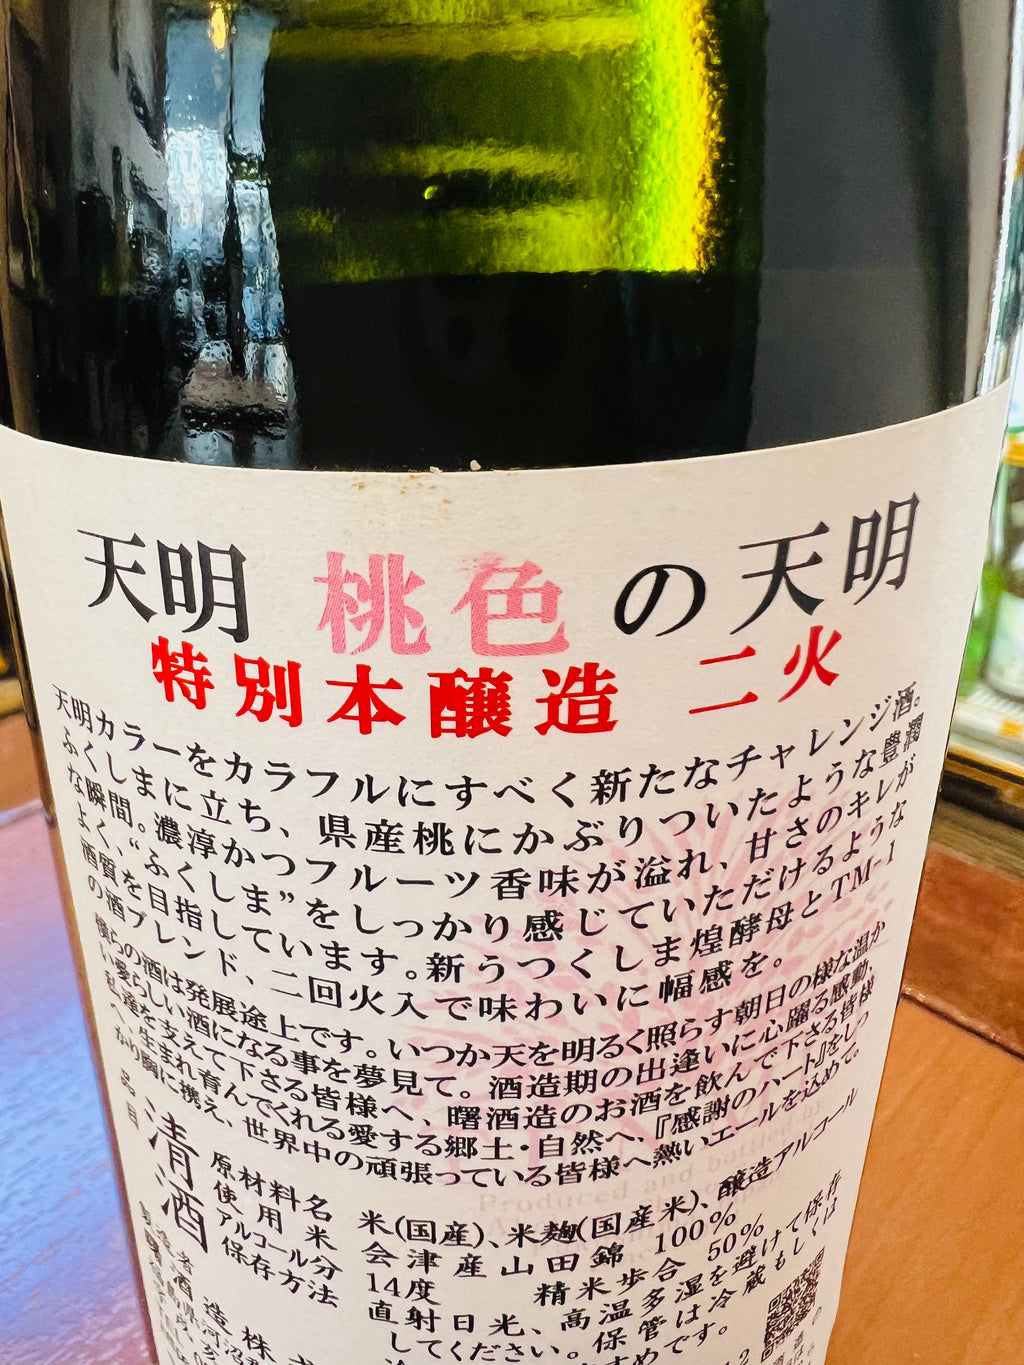 天明 桃色 の 天明
特別本醸造 二火
天明カラーをカラフルにすべく新たなチャレンジ酒。
ふくしまに立ち、県産桃にかぶりついたような豊潤
な瞬間。濃淳かつフルーツ香味が溢れ、甘さのキレが
よく、“ふくしま”をしっかり感じていただけるような
酒質を目指しています。新うつくしま煌酵母とTM-1
の酒ブレンド、二回火入で味わいに幅感を。
僕らの酒は発展途上です。いつか天を明るく照らす朝日の様な温か
い愛らしい酒になる事を夢見て。酒造期の出逢いに心躍る感動、
私達を支えて下さる皆様へ、曙酒造のお酒を飲んで下さる皆様
へ、生まれ育んでくれる愛する郷土・自然へ、『感謝のハート』をしっ
かり胸に携え、世界中の頑張っている皆様へ熱いエールを込めて。
品目 清酒
原材料名 米(国産)、米麹(国産米)、醸造アルコール
使用米 会津産山田錦 100%
アルコール分 14度 精米歩合 50%
保存方法 直射日光、高温多湿を避けて保存
してください。保管は冷蔵もしくは
すめです。
Produced and bottled
酒造株